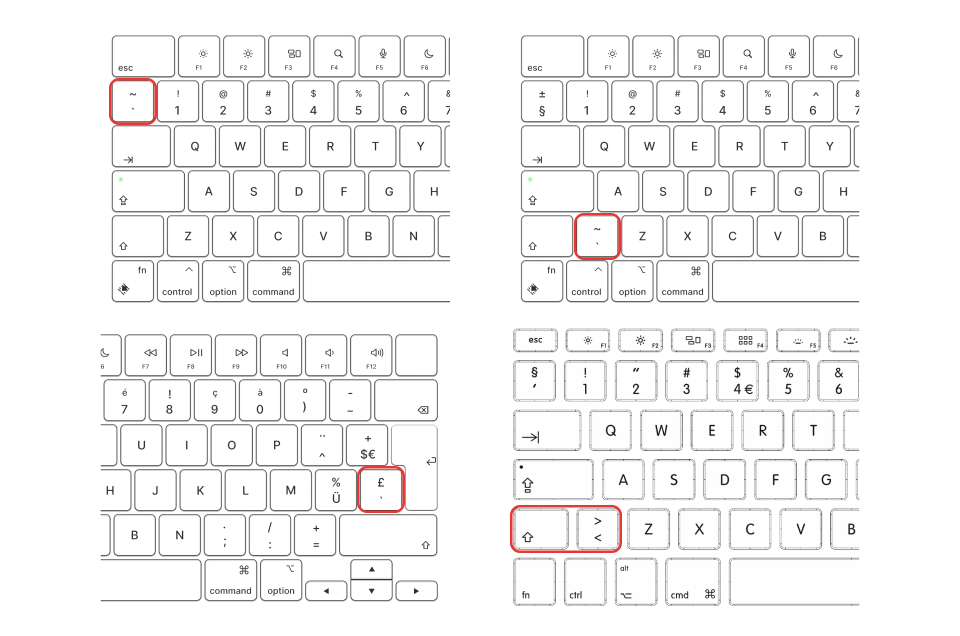 esc F1 F2 F3 F4 F5 F6
~ ! @ # $ % ^ &
` 1 2 3 4 5 6 7
Q W E R T Y
A S D F G H
Z X C V B N
fn ^ ⌥ ⌘
control option command
esc F1 F2 F3 F4 F5 F6
± ! @ # $ % ^ &
§ 1 2 3 4 5 6 7
Q W E R T Y
A S D F G H
~
` Z X C V B
fn ^ ⌥ ⌘
control option command
6 F7 F8 F9 F10 F11 F12
é ! ç à º -
7 8 9 0 ) _
U I O P ¨ +
^ $€
H J K L M % £
Ü `
B N · / +
; : =
⌘ ⌥
command option
esc F1 F2 F3 F4 F5
§ ! " # $ % &
' 1 2 3 4 € 5 6
Q W E R T
A S D F G
>
< Z X C V B
alt
fn ctrl ⌥ cmd ⌘